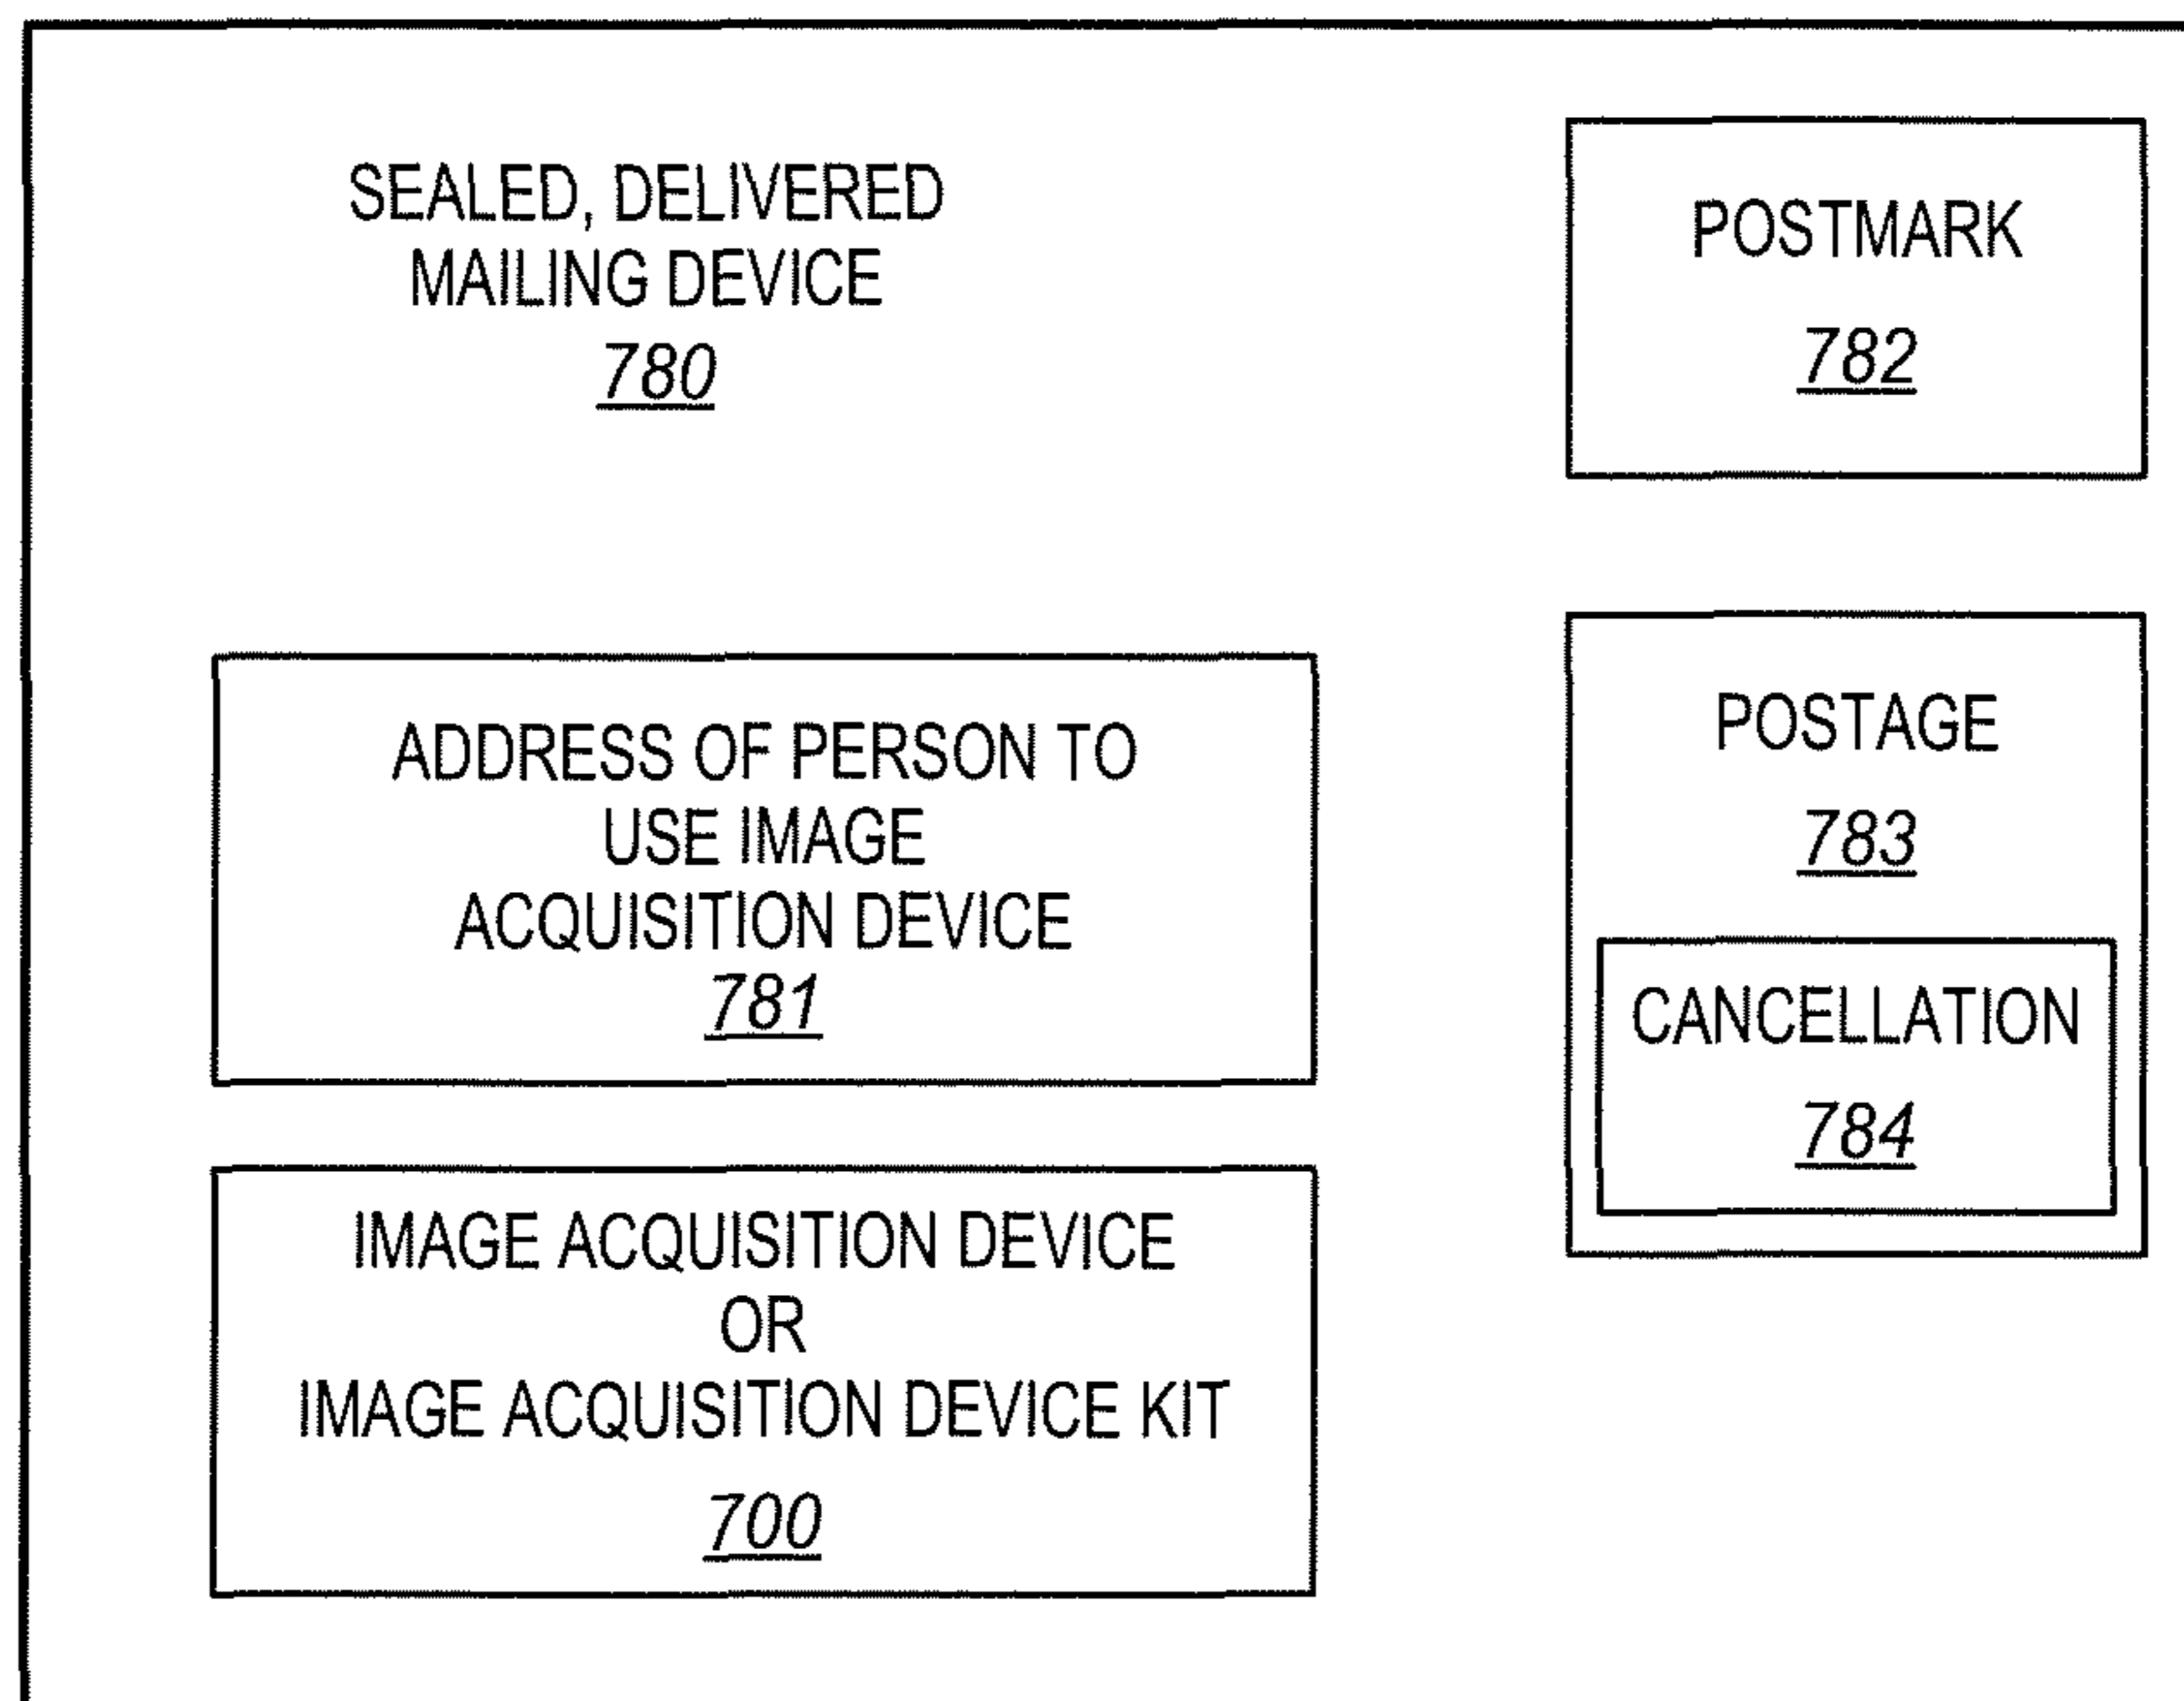 SEALED, DELIVERED
MAILING DEVICE
780
POSTMARK
782
ADDRESS OF PERSON TO
USE IMAGE
ACQUISITION DEVICE
781
POSTAGE
783
CANCELLATION
784
IMAGE ACQUISITION DEVICE
OR
IMAGE ACQUISITION DEVICE KIT
700